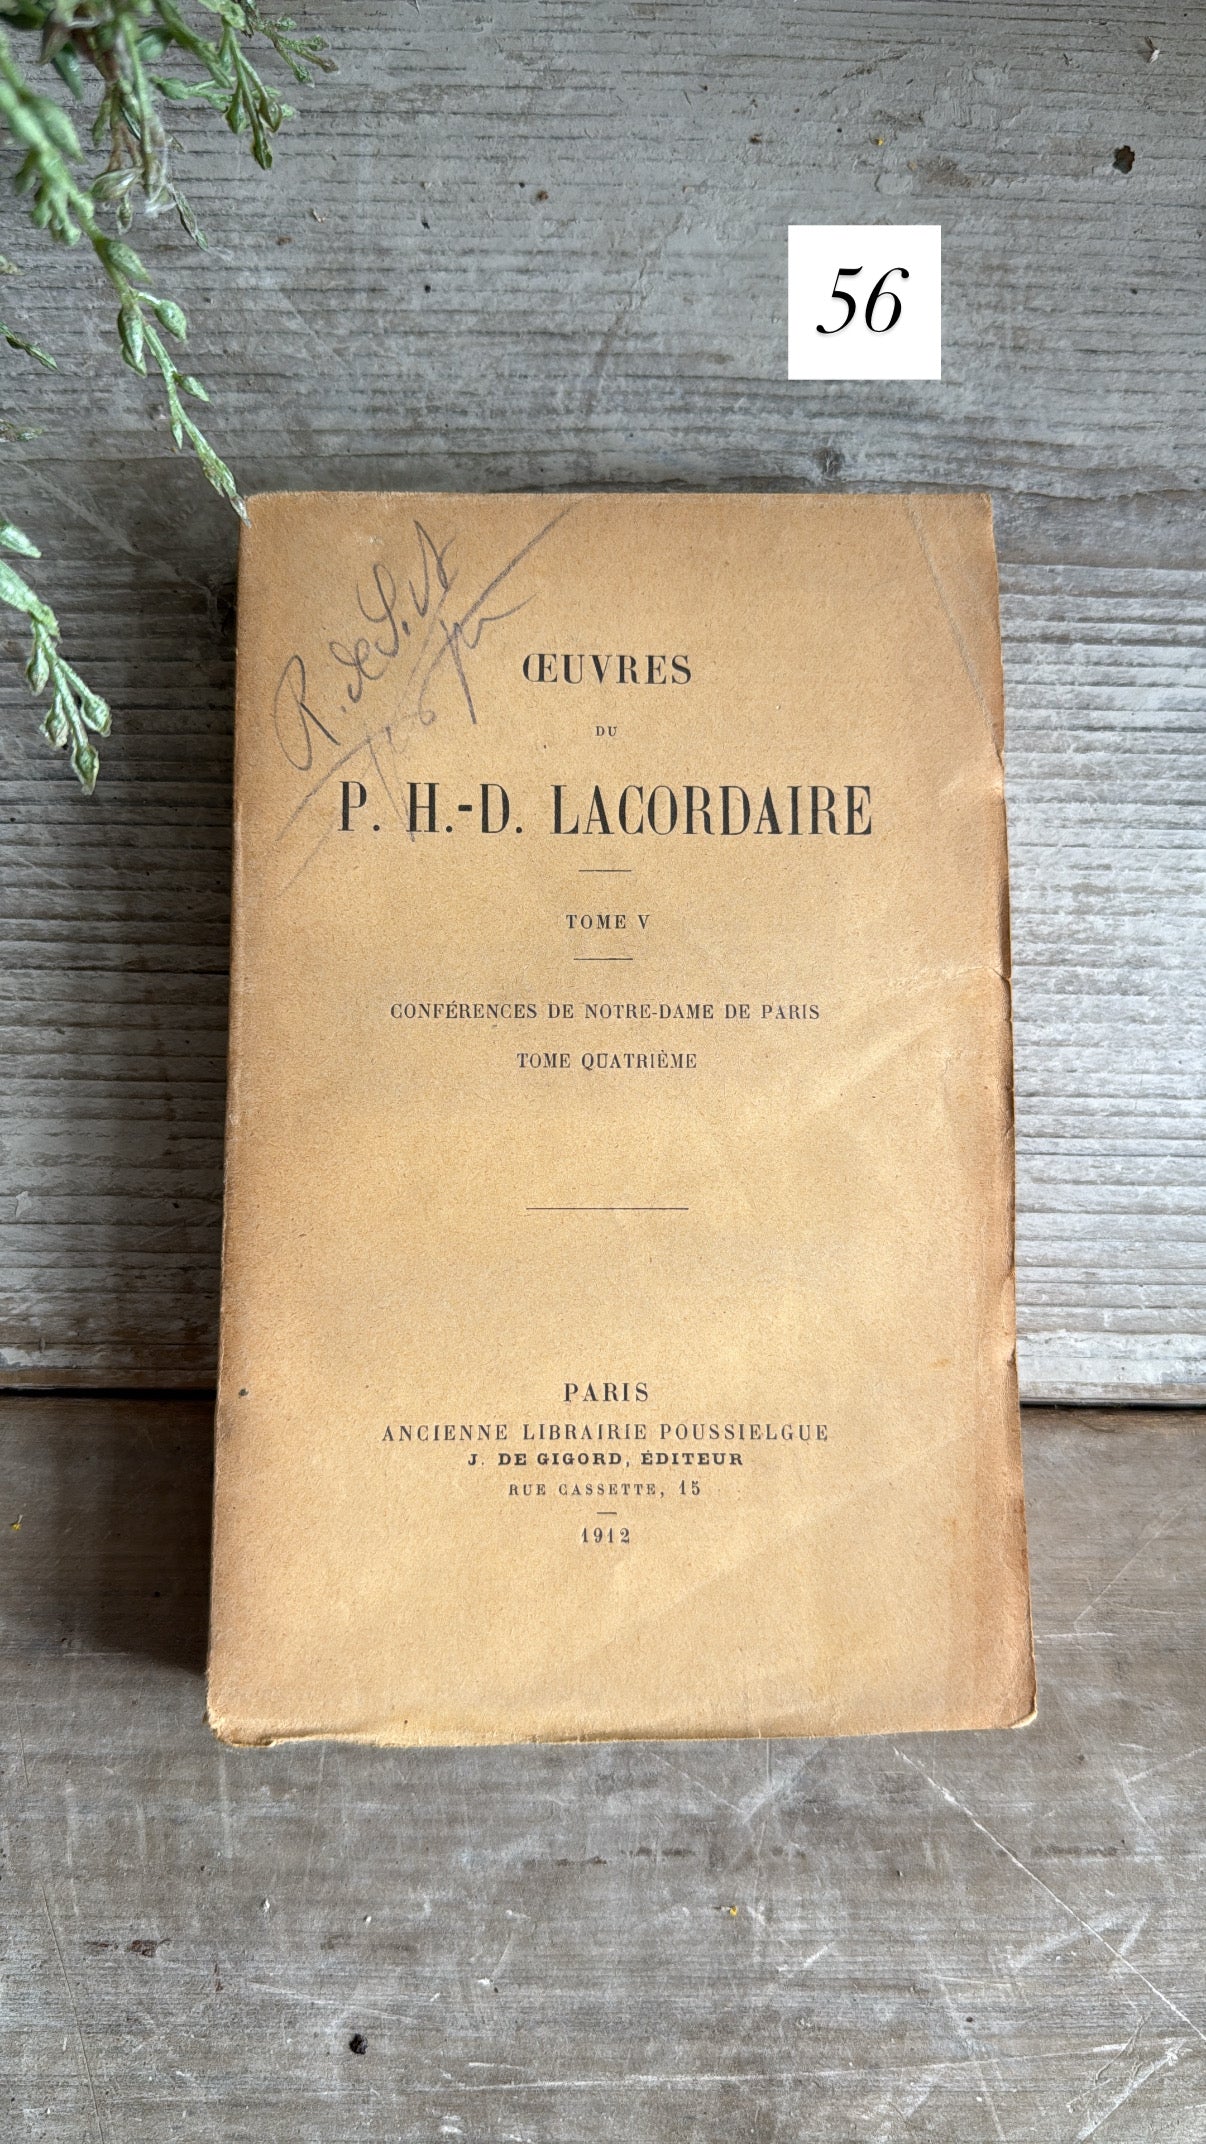 56
R. de S.
ŒUVRES
DU
P. H.-D. LACORDAIRE
TOME V
CONFÉRENCES DE NOTRE-DAME DE PARIS
TOME QUATRIÈME
PARIS
ANCIENNE LIBRAIRIE POUSSIELGUE
J. DE GIGORD, ÉDITEUR
RUE CASSETTE, 15
1912